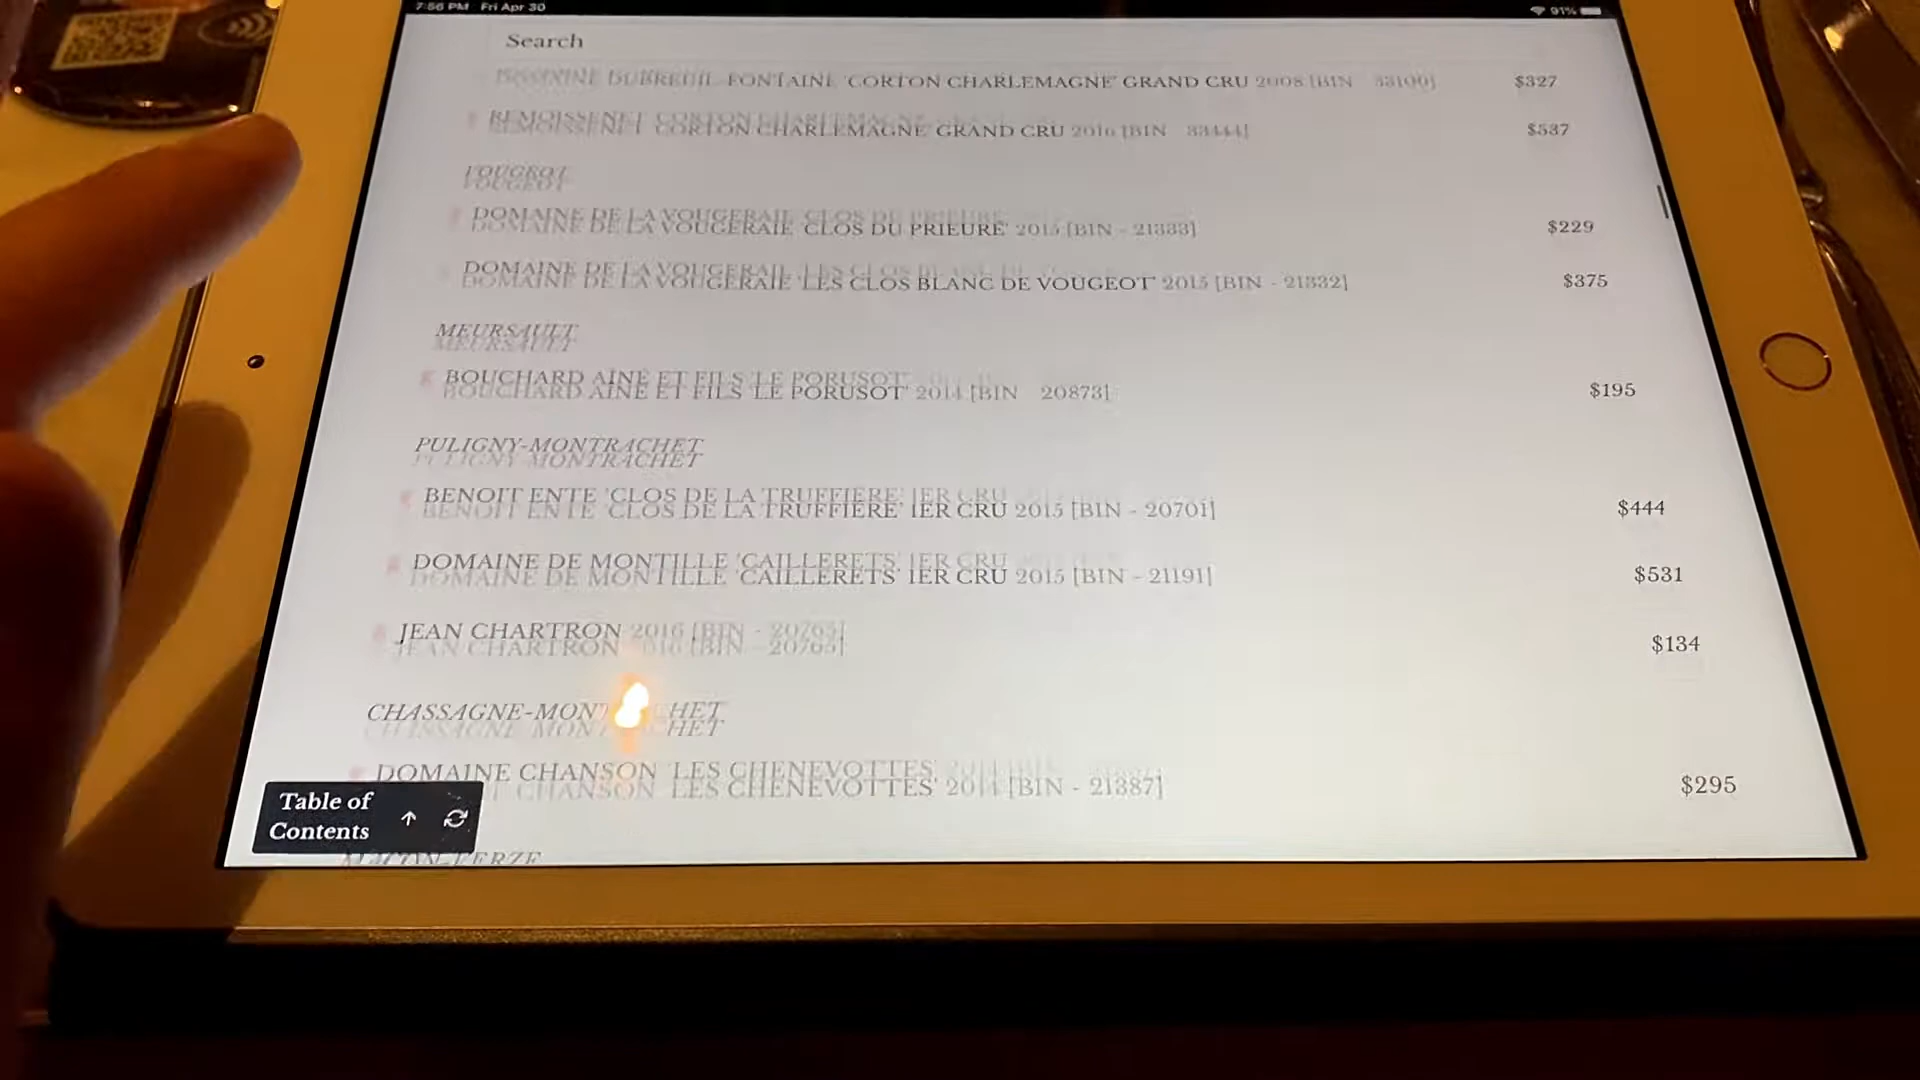 7:56 PM Fri Apr 30 91%
Search
DOMAINE DUBREUIL-FONTAINE 'CORTON CHARLEMAGNE' GRAND CRU 2008 [BIN - 33100] $327
REMOISSENET 'CORTON CHARLEMAGNE' GRAND CRU 2016 [BIN - 33444] $537
VOUGEOT
DOMAINE DE LA VOUGERAIE 'CLOS DU PRIEURE' 2015 [BIN - 21333] $229
DOMAINE DE LA VOUGERAIE 'LES CLOS BLANC DE VOUGEOT' 2015 [BIN - 21332] $375
MEURSAULT
BOUCHARD AINE ET FILS 'LE PORUSOT' 2014 [BIN - 20873] $195
PULIGNY-MONTRACHET
BENOIT ENTE 'CLOS DE LA TRUFFIERE' 1ER CRU 2015 [BIN - 20701] $444
DOMAINE DE MONTILLE 'CAILLERETS' 1ER CRU 2015 [BIN - 21191] $531
JEAN CHARTRON 2016 [BIN - 20765] $134
CHASSAGNE-MONTRACHET
DOMAINE CHANSON 'LES CHENEVOTTES' 2014 [BIN - 21387] $295
Table of
Contents